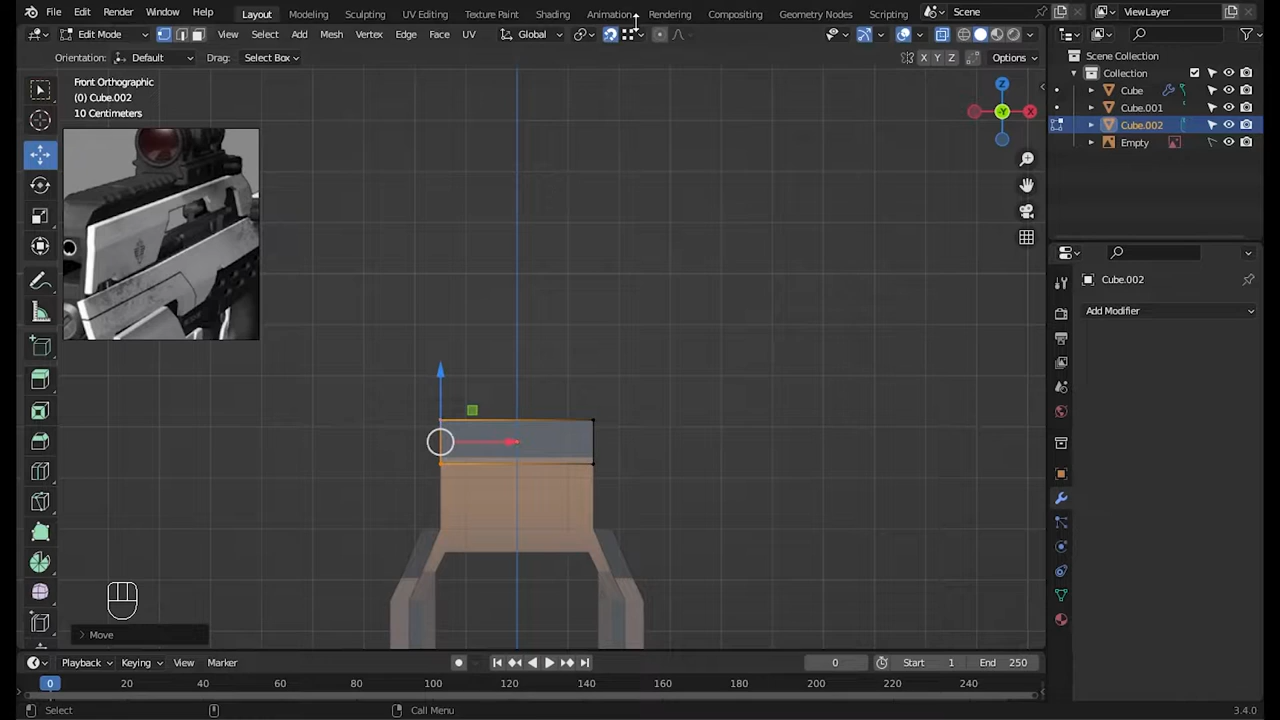 File Edit Render Window Help Layout Modeling Sculpting UV Editing Texture Paint Shading Animation Rendering Compositing Geometry Nodes Scripting Scene ViewLayer
Edit Mode View Select Add Mesh Vertex Edge Face UV Global
Orientation: Default Drag: Select Box X Y Z Options
Scene Collection
Collection
Cube
Cube.001
Cube.002
Empty
Front Orthographic
(0) Cube.002
10 Centimeters
Z
Y
X
Cube.002
Add Modifier
Move
Playback Keying View Marker 0 Start 1 End 250
0 20 40 60 80 100 120 140 160 180 200 220 240
Select Call Menu 3.4.0